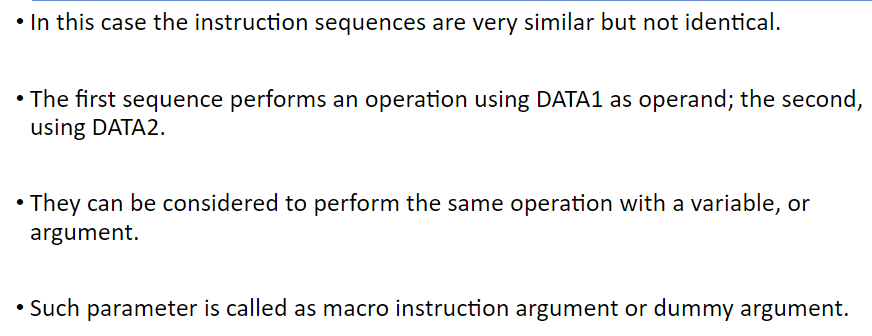 • In this case the instruction sequences are very similar but not identical.
• The first sequence performs an operation using DATA1 as operand; the second,
using DATA2.
• They can be considered to perform the same operation with a variable, or
argument.
• Such parameter is called as macro instruction argument or dummy argument.